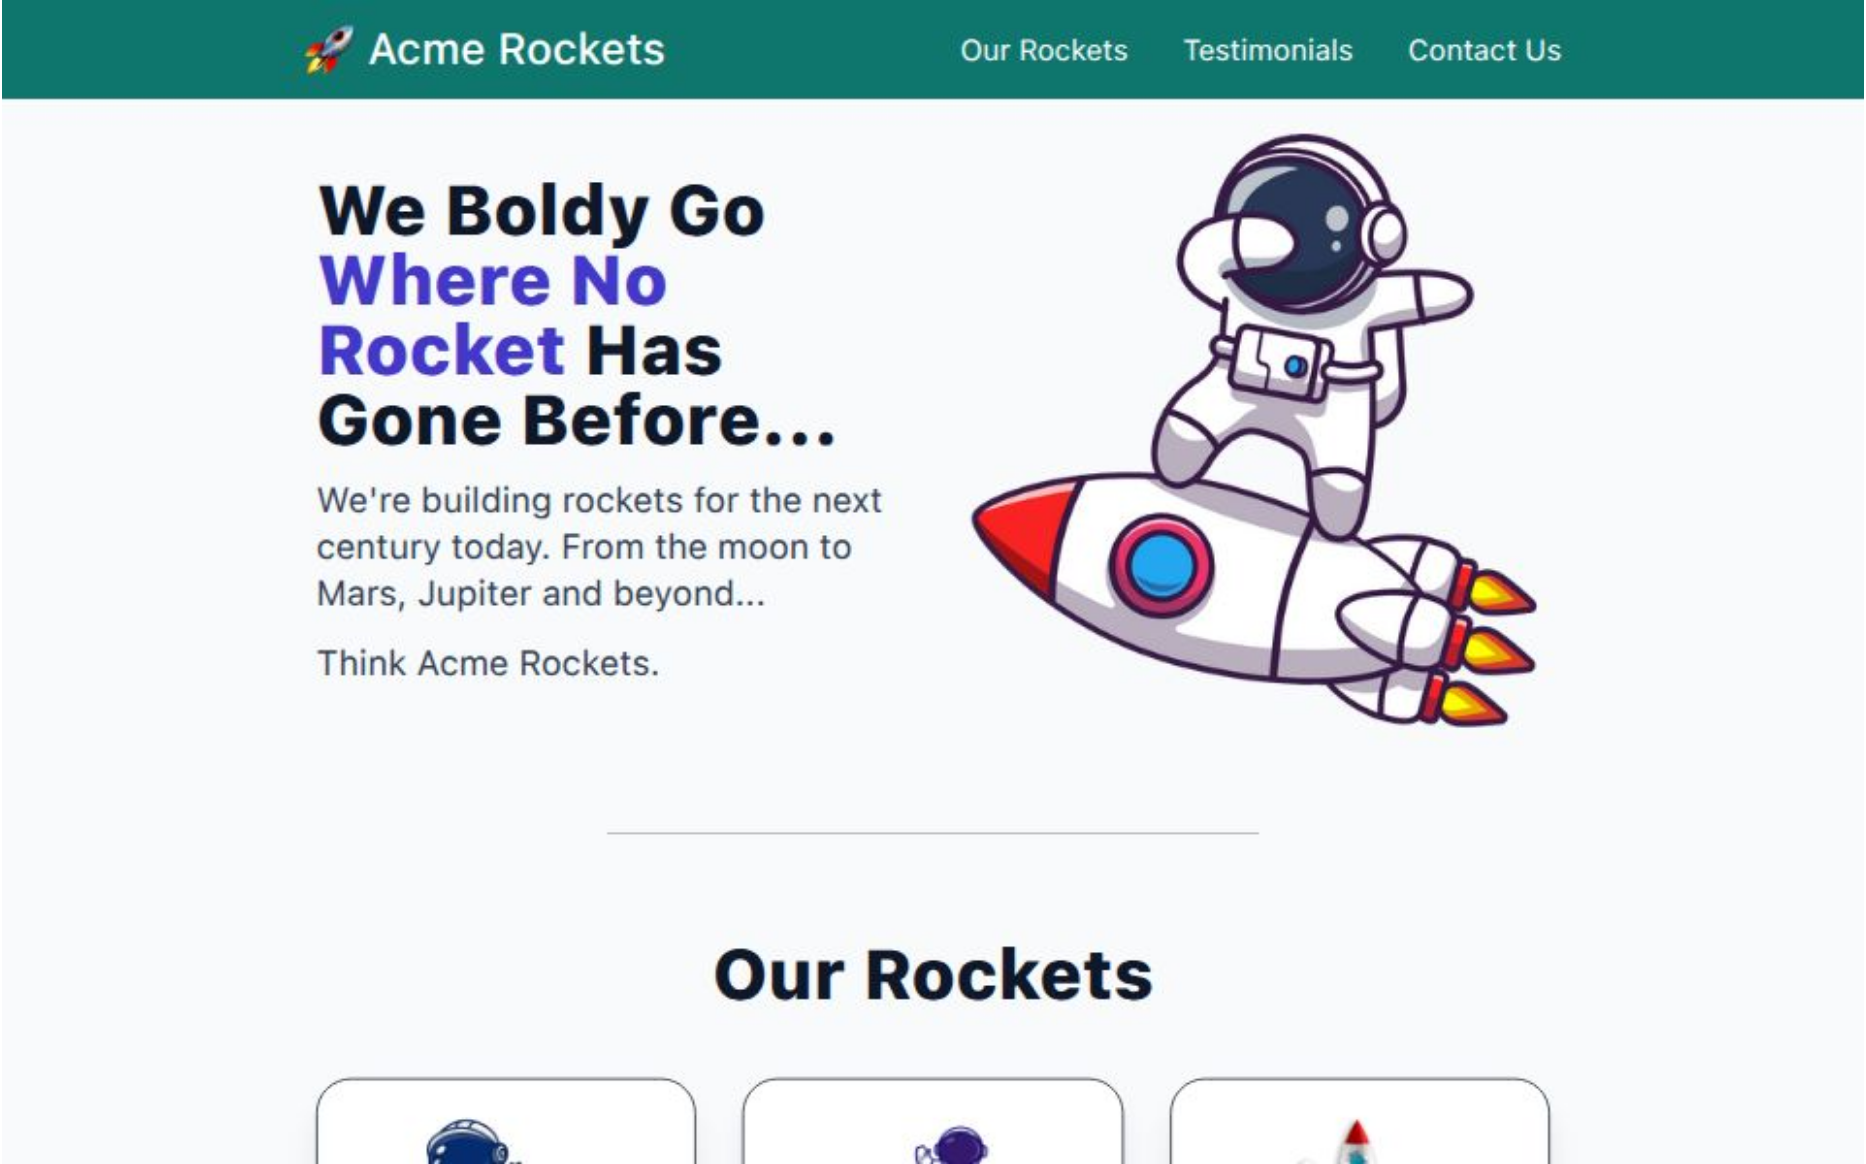 🚀 Acme Rockets
Our Rockets
Testimonials
Contact Us
We Boldy Go
Where No
Rocket Has
Gone Before...
We're building rockets for the next
century today. From the moon to
Mars, Jupiter and beyond...
Think Acme Rockets.
Our Rockets